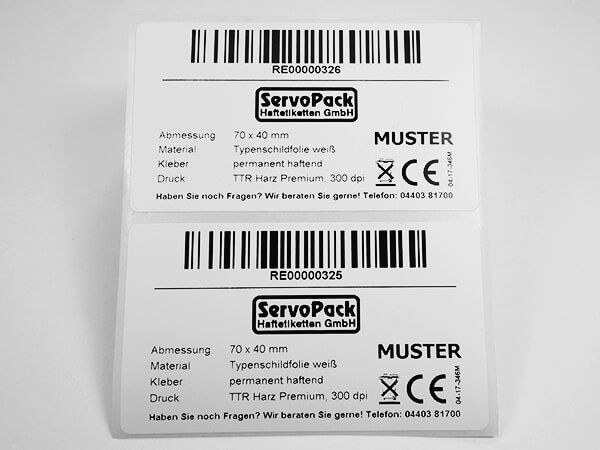 RE00000326
ServoPack
Haftetiketten GmbH
Abmessung 70 x 40 mm
MUSTER
Material Typenschildfolie weiß
Kleber permanent haftend
Druck TTR Harz Premium, 300 dpi
CE
04-17-346M
Haben Sie noch Fragen? Wir beraten Sie gerne! Telefon: 04403 81700
RE00000325
ServoPack
Haftetiketten GmbH
Abmessung 70 x 40 mm
MUSTER
Material Typenschildfolie weiß
Kleber permanent haftend
Druck TTR Harz Premium, 300 dpi
CE
04-17-346M
Haben Sie noch Fragen? Wir beraten Sie gerne! Telefon: 04403 81700